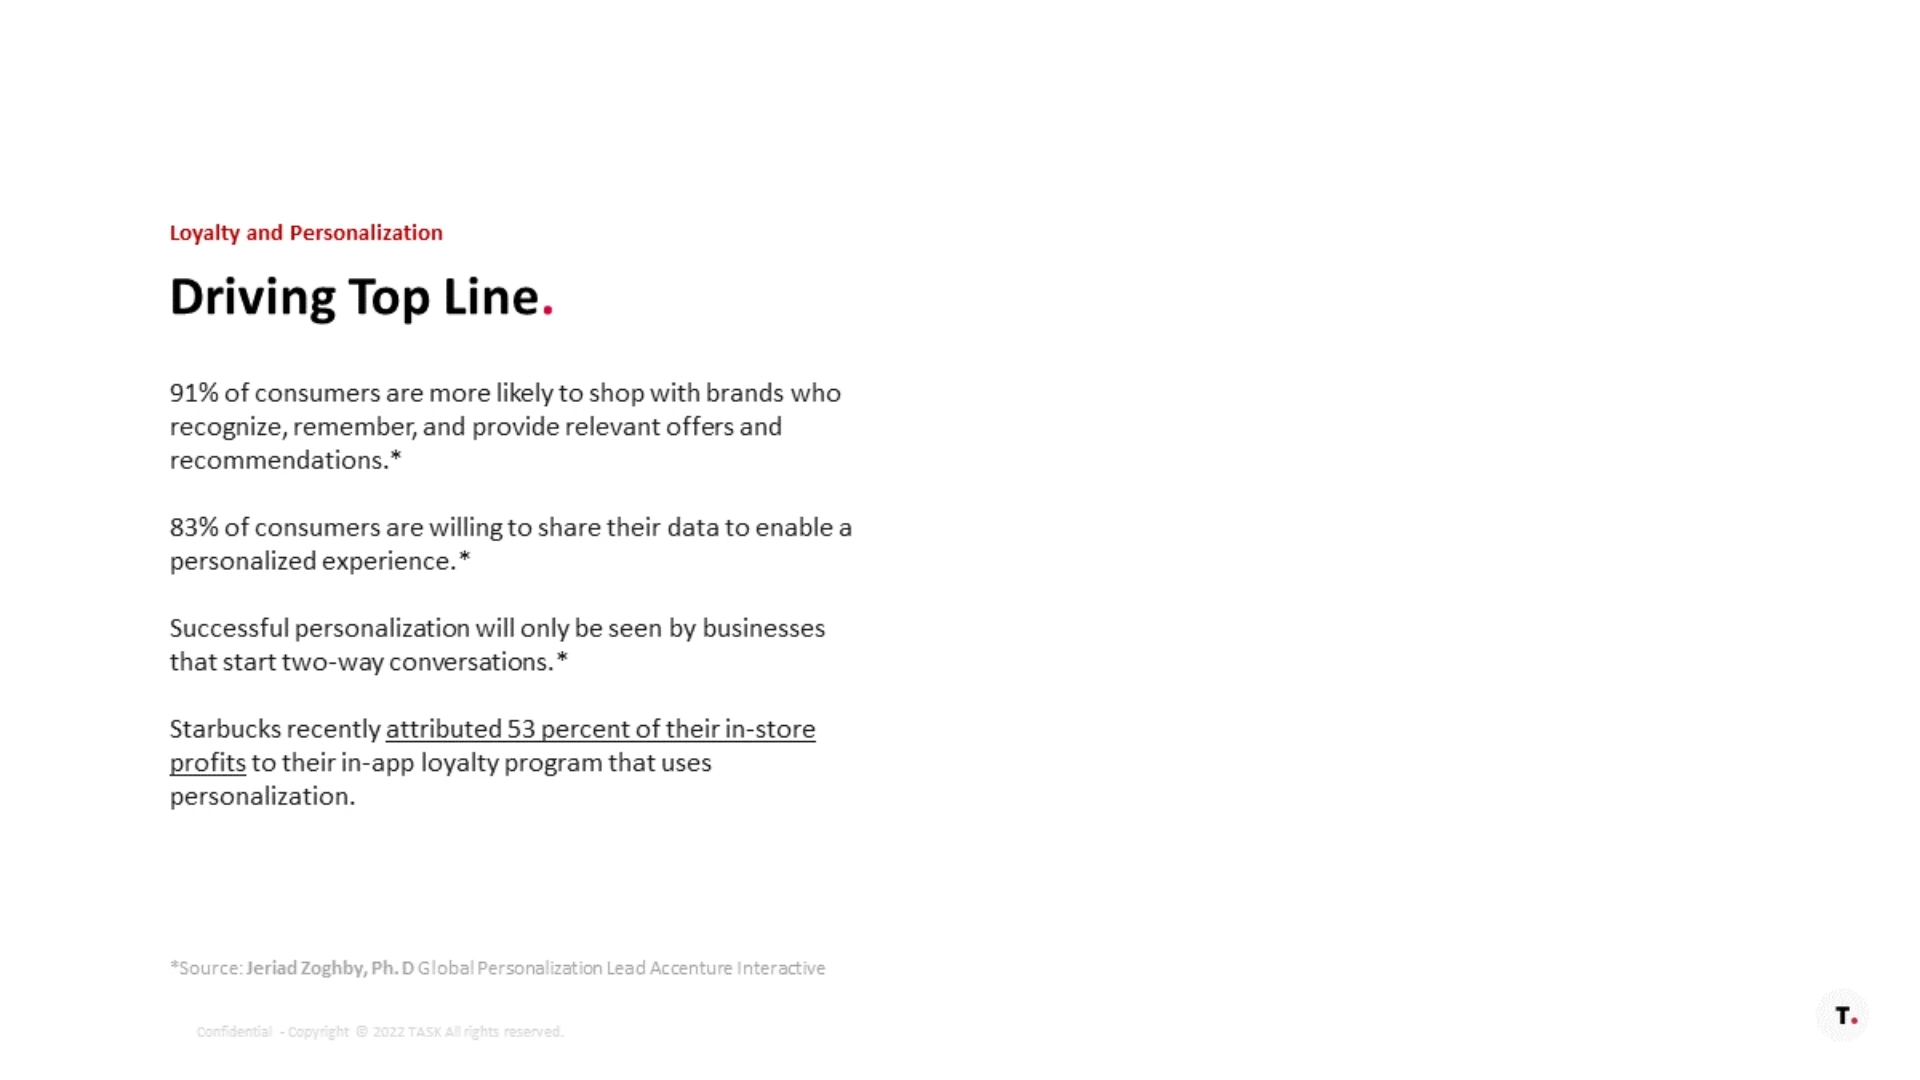 Loyalty and Personalization
Driving Top Line.
91% of consumers are more likely to shop with brands who
recognize, remember, and provide relevant offers and
recommendations.*
83% of consumers are willing to share their data to enable a
personalized experience.*
Successful personalization will only be seen by businesses
that start two-way conversations.*
Starbucks recently attributed 53 percent of their in-store
profits to their in-app loyalty program that uses
personalization.
*Source: Jeriad Zoghby, Ph. D Global Personalization Lead Accenture Interactive
Confidential - Copyright © 2022 TASK All rights reserved.
T.